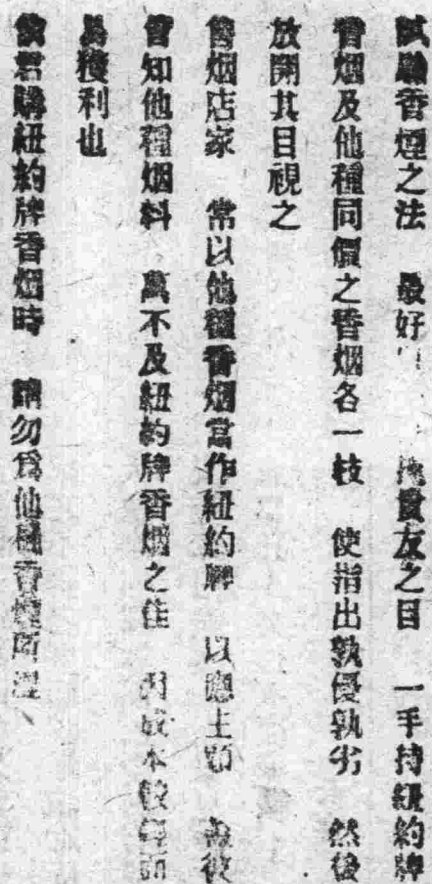 試驗香煙之法　最好　掩貴友之目　一手持紐約牌
香烟及他種同價之香烟各一枝　使指出孰優孰劣　然後
放開其目視之
售烟店家　常以他種香烟當作紐約牌　以應主顧　彼
皆知他種烟料　萬不及紐約牌香烟之佳　成本較輕而
易獲利也
君購紐約牌香烟時　請勿爲他種香煙所